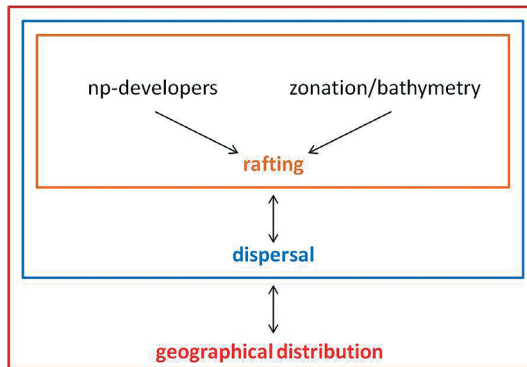 np-developers zonation/bathymetry
rafting
dispersal
geographical distribution